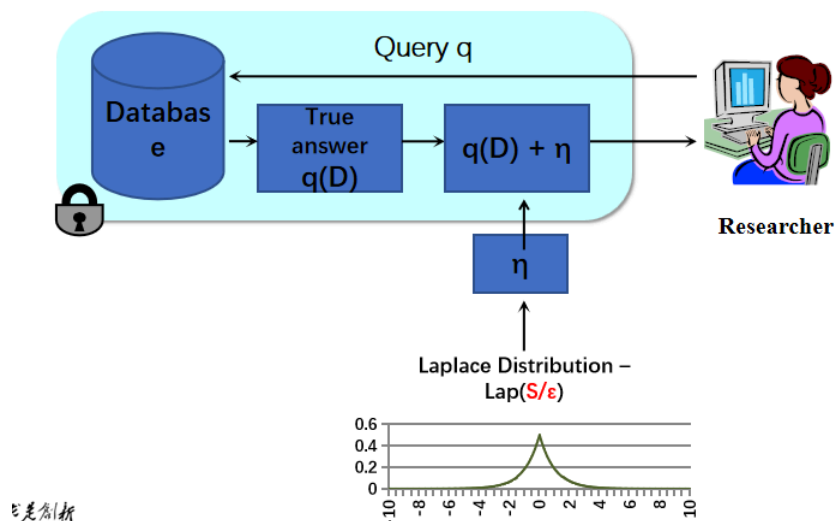 Query q
Databas
e
True
answer
q(D)
q(D) + η
Researcher
η
Laplace Distribution –
Lap(S/ε)
0.6
0.4
0.2
0
-10
-8
-6
-4
-2
0
2
4
6
8
10